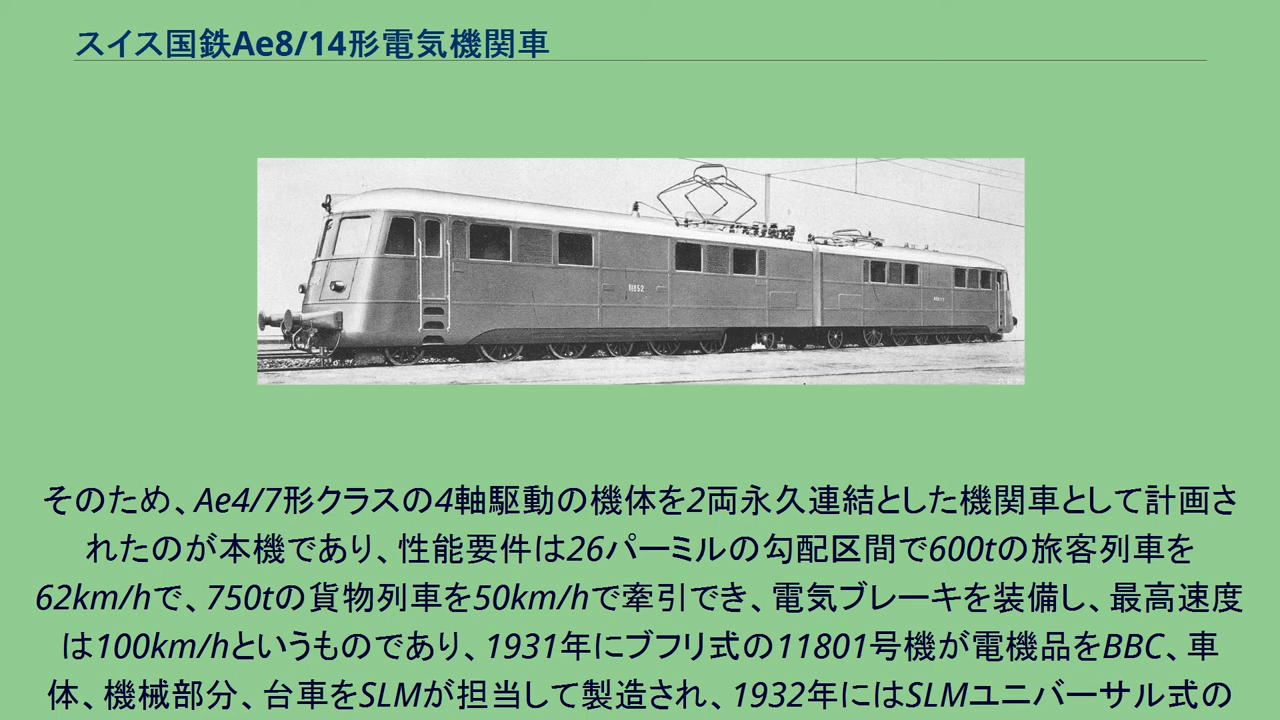 スイス国鉄Ae8/14形電気機関車
11852
そのため、Ae4/7形クラスの4軸駆動の機体を2両永久連結とした機関車として計画さ
れたのが本機であり、性能要件は26パーミルの勾配区間で600tの旅客列車を
62km/hで、750tの貨物列車を50km/hで牽引でき、電気ブレーキを装備し、最高速度
は100km/hというものであり、1931年にブフリ式の11801号機が電機品をBBC、車
体、機械部分、台車をSLMが担当して製造され、1932年にはSLMユニバーサル式の